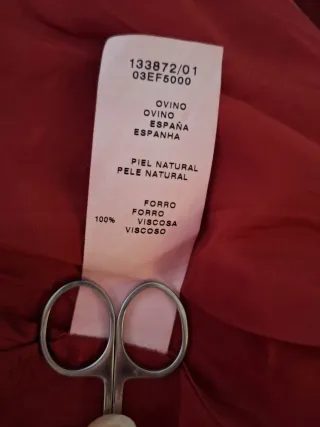 133872/01
03EF5000
OVINO
OVINO
ESPAÑA
ESPANHA
PIEL NATURAL
PELE NATURAL
FORRO
FORRO
100% VISCOSA
VISCOSO